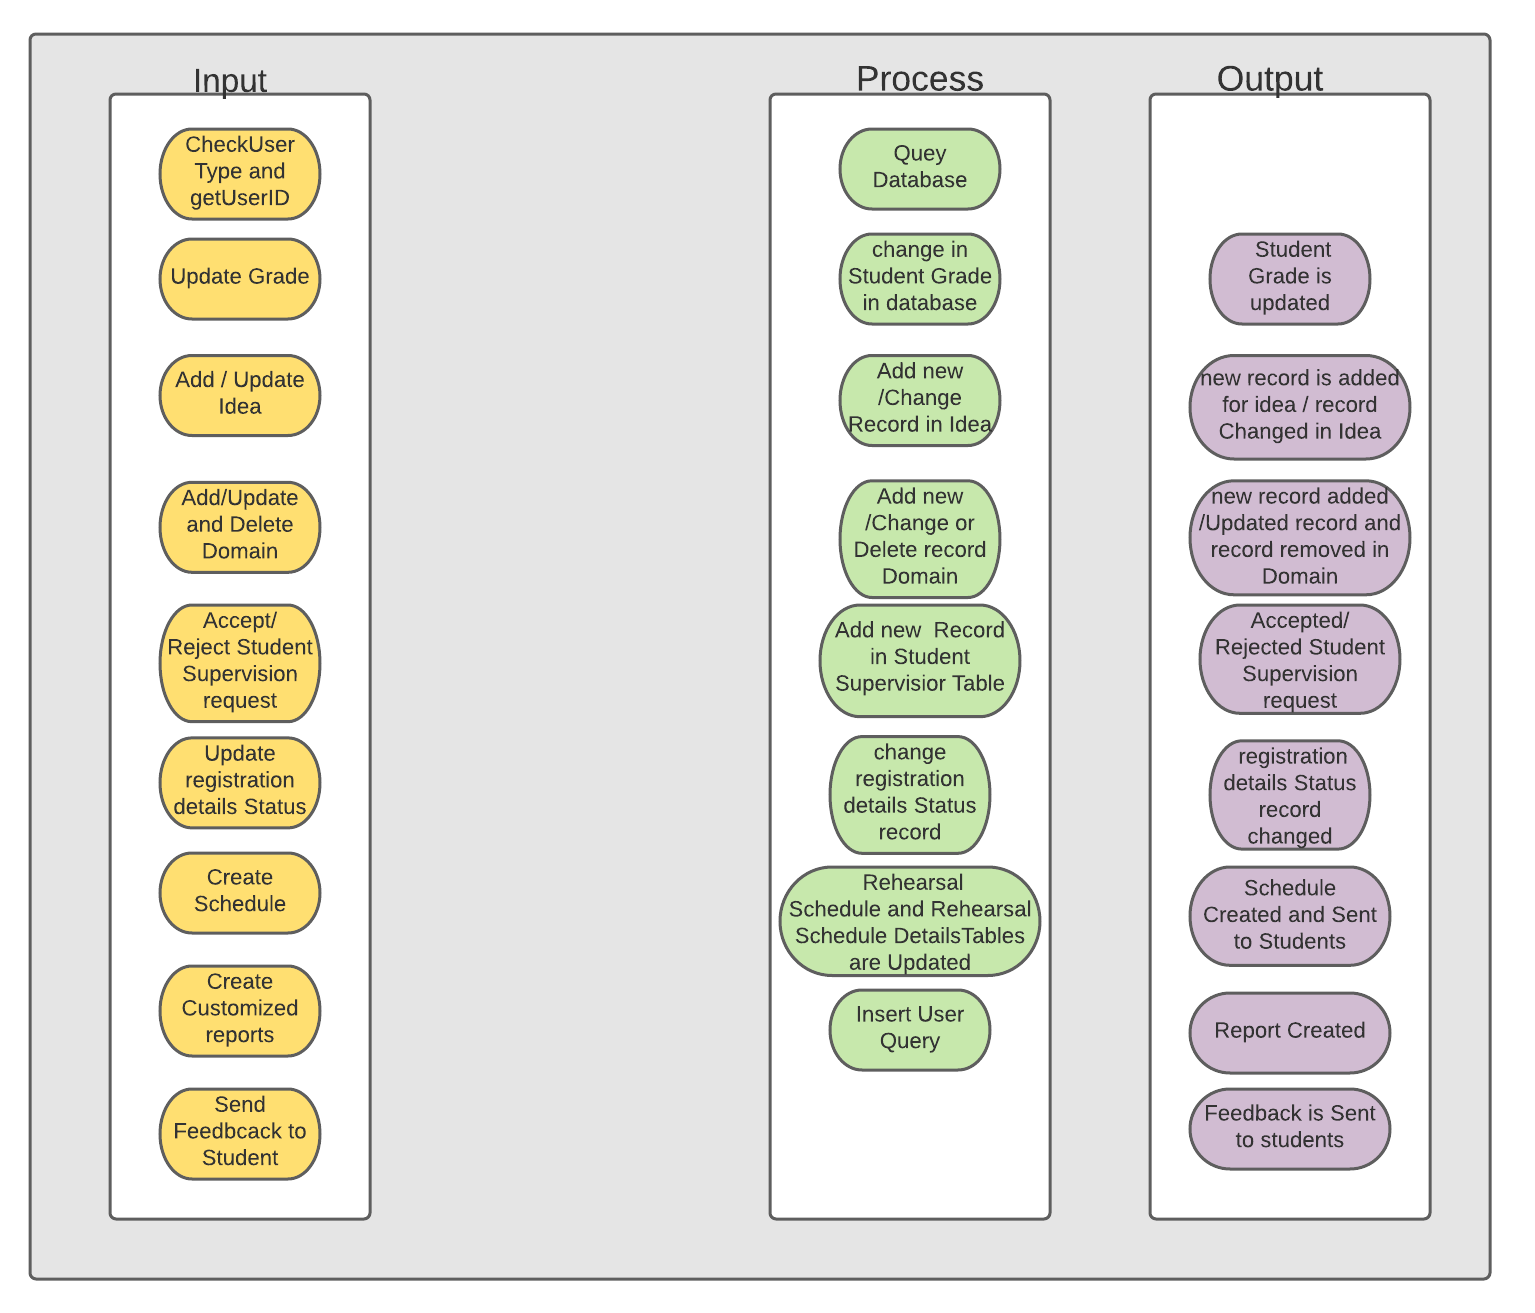 Input
CheckUser
Type and
getUserID
Update Grade
Add / Update
Idea
Add/Update
and Delete
Domain
Accept/
Reject Student
Supervision
request
Update
registration
details Status
Create
Schedule
Create
Customized
reports
Send
Feedbcack to
Student
Process
Quey
Database
change in
Student Grade
in database
Add new
/Change
Record in Idea
Add new
/Change or
Delete record
Domain
Add new  Record
in Student
Supervisior Table
change
registration
details Status
record
Rehearsal
Schedule and Rehearsal
Schedule DetailsTables
are Updated
Insert User
Query
Output
Student
Grade is
updated
new record is added
for idea / record
Changed in Idea
new record added
/Updated record and
record removed in
Domain
Accepted/
Rejected Student
Supervision
request
registration
details Status
record
changed
Schedule
Created and Sent
to Students
Report Created
Feedback is Sent
to students